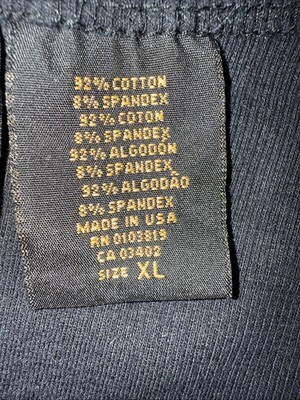 92% COTTON
8% SPANDEX
92% COTON
8% SPANDEX
92% ALGODÓN
8% SPANDEX
92% ALGODÃO
8% SPANDEX
MADE IN USA
RN 0103819
CA 03402
SIZE XL